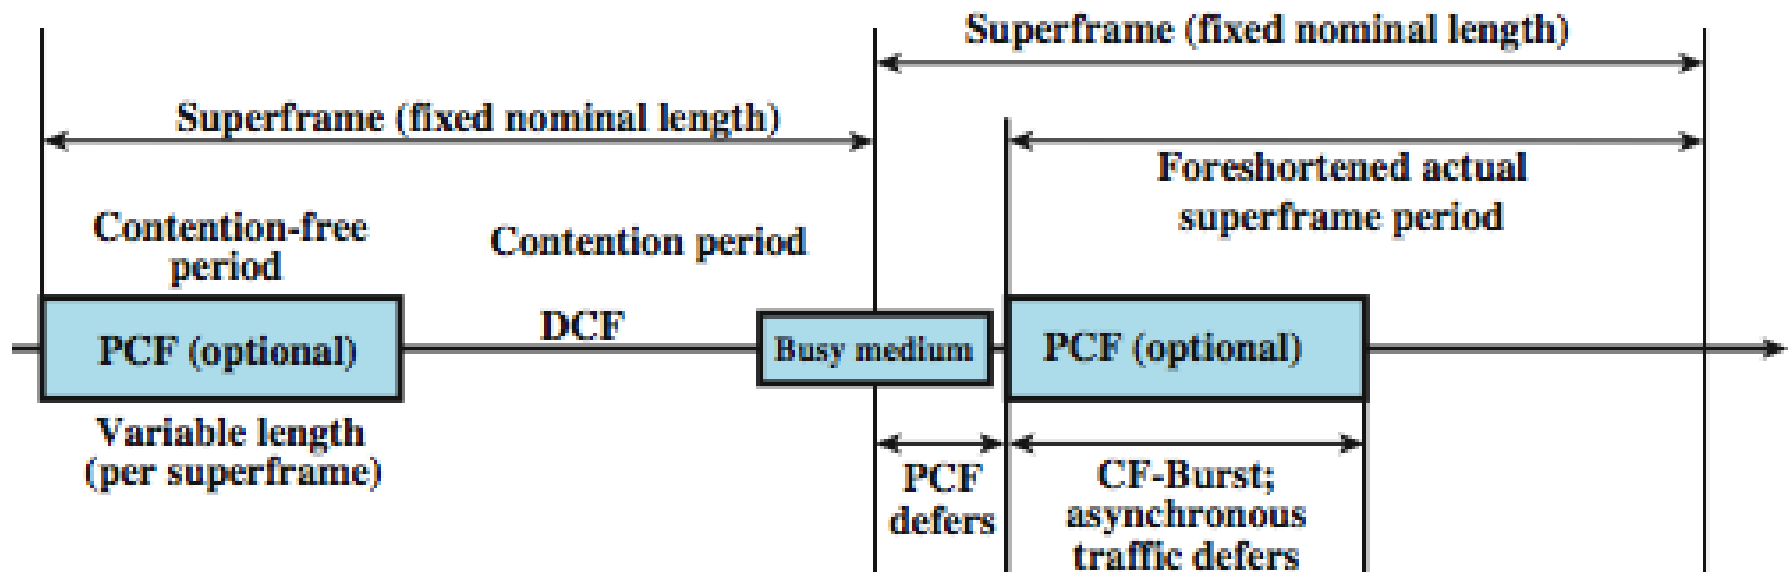 Superframe (fixed nominal length)
Superframe (fixed nominal length)
Foreshortened actual
superframe period
Contention-free
period
Contention period
DCF
PCF (optional)
Busy medium
PCF (optional)
Variable length
(per superframe)
PCF
defers
CF-Burst;
asynchronous
traffic defers